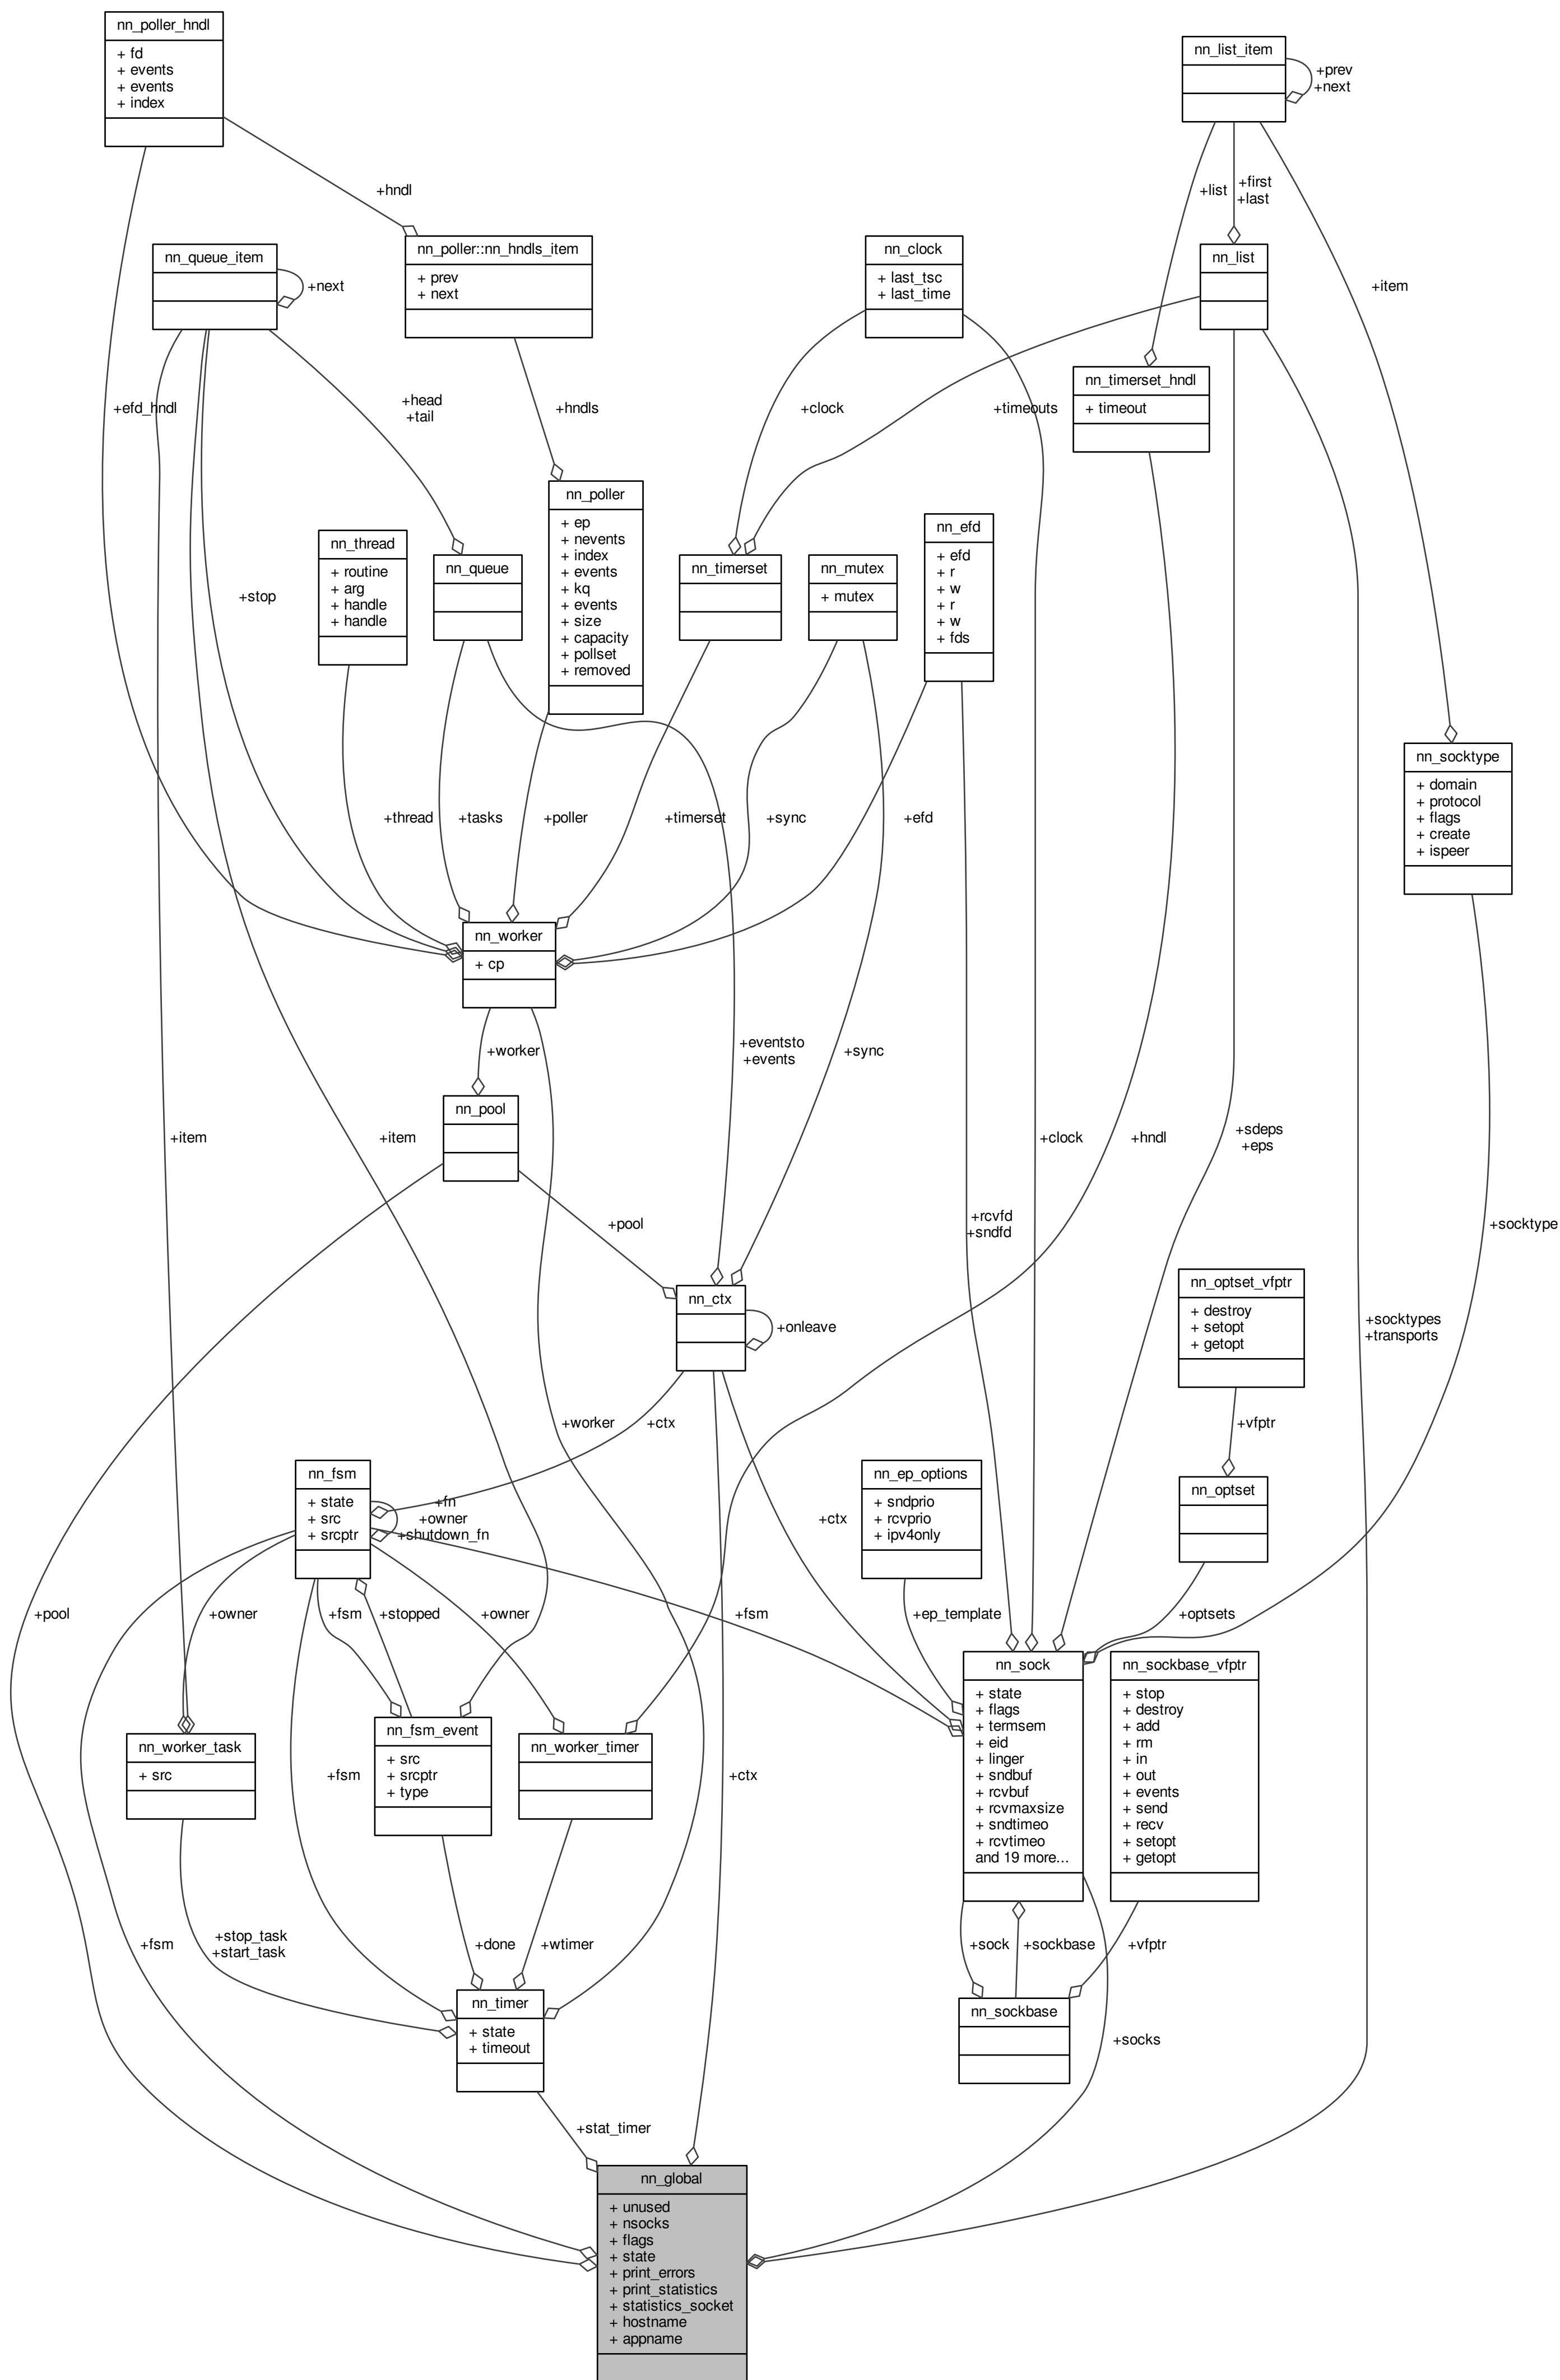 nn_poller_hndl
+ fd
+ events
+ events
+ index
nn_list_item
+prev
+next
+hndl
+list
+first
+last
nn_queue_item
+next
nn_poller::nn_hndls_item
+ prev
+ next
nn_clock
+ last_tsc
+ last_time
nn_list
+item
nn_timerset_hndl
+ timeout
+efd_hndl
+head
+tail
+hndls
+clock
+timeouts
nn_poller
+ ep
+ nevents
+ index
+ events
+ kq
+ events
+ size
+ capacity
+ pollset
+ removed
nn_thread
+ routine
+ arg
+ handle
+ handle
nn_queue
nn_timerset
nn_mutex
+ mutex
nn_efd
+ efd
+ r
+ w
+ r
+ w
+ fds
+stop
nn_socktype
+ domain
+ protocol
+ flags
+ create
+ ispeer
+thread
+tasks
+poller
+timerset
+sync
+efd
nn_worker
+ cp
+worker
+eventsto
+events
+sync
nn_pool
+item
+item
+clock
+hndl
+sdeps
+eps
+pool
+rcvfd
+sndfd
+socktype
nn_ctx
+onleave
nn_optset_vfptr
+ destroy
+ setopt
+ getopt
+socktypes
+transports
+worker
+ctx
+vfptr
nn_fsm
+ state
+ src
+ srcptr
+fn
+owner
+shutdown_fn
+ctx
nn_ep_options
+ sndprio
+ rcvprio
+ ipv4only
nn_optset
+pool
+owner
+fsm
+stopped
+owner
+fsm
+ep_template
+optsets
nn_worker_task
+ src
nn_fsm_event
+ src
+ srcptr
+ type
nn_worker_timer
nn_sock
+ state
+ flags
+ termsem
+ eid
+ linger
+ sndbuf
+ rcvbuf
+ rcvmaxsize
+ sndtimeo
+ rcvtimeo
and 19 more...
nn_sockbase_vfptr
+ stop
+ destroy
+ add
+ rm
+ in
+ out
+ events
+ send
+ recv
+ setopt
+ getopt
+fsm
+ctx
+fsm
+stop_task
+start_task
+done
+wtimer
+sock
+sockbase
+vfptr
nn_timer
+ state
+ timeout
nn_sockbase
+socks
+stat_timer
nn_global
+ unused
+ nsocks
+ flags
+ state
+ print_errors
+ print_statistics
+ statistics_socket
+ hostname
+ appname